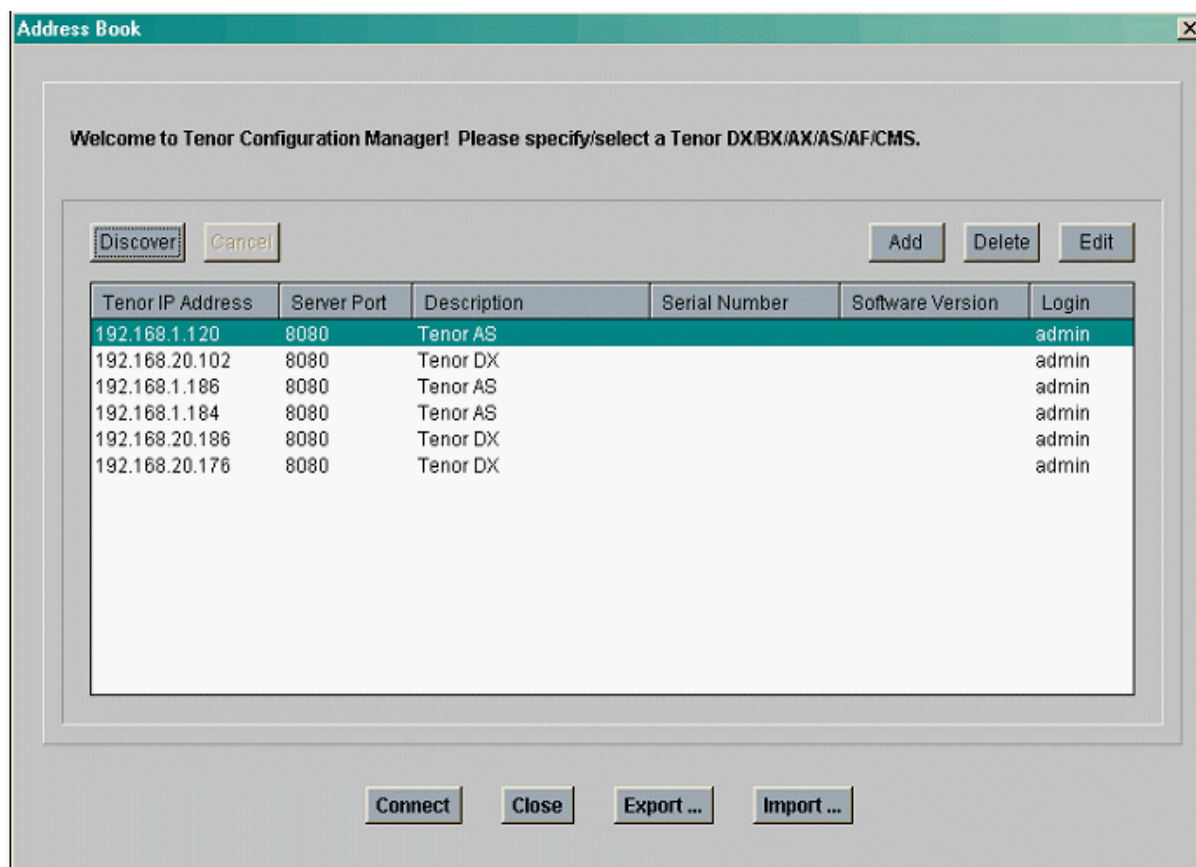 Address Book
Welcome to Tenor Configuration Manager! Please specify/select a Tenor DX/BX/AX/AS/AF/CMS.
Discover Cancel Add Delete Edit
Tenor IP Address Server Port Description Serial Number Software Version Login
192.168.1.120 8080 Tenor AS admin
192.168.20.102 8080 Tenor DX admin
192.168.1.186 8080 Tenor AS admin
192.168.1.184 8080 Tenor AS admin
192.168.20.186 8080 Tenor DX admin
192.168.20.176 8080 Tenor DX admin
Connect Close Export ... Import ...